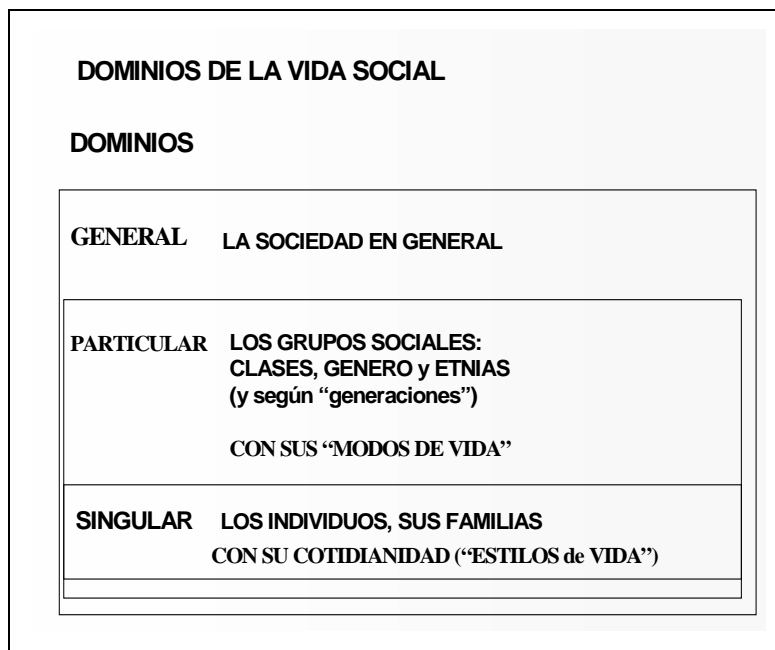 DOMINIOS DE LA VIDA SOCIAL
DOMINIOS
GENERAL LA SOCIEDAD EN GENERAL
PARTICULAR LOS GRUPOS SOCIALES:
CLASES, GENERO y ETNIAS
(y según “generaciones”)
CON SUS “MODOS DE VIDA”
SINGULAR LOS INDIVIDUOS, SUS FAMILIAS
CON SU COTIDIANIDAD (“ESTILOS de VIDA”)